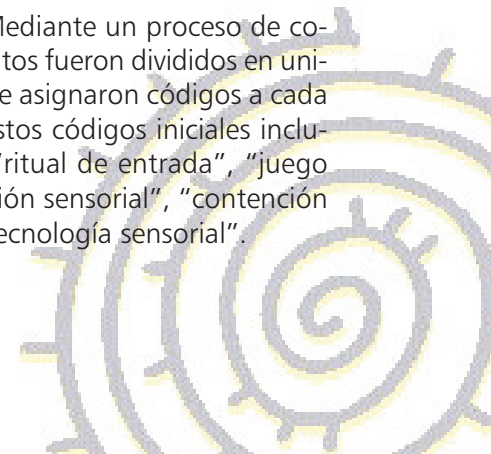 Mediante un proceso de co-
tos fueron divididos en uni-
e asignaron códigos a cada
stos códigos iniciales inclu-
“ritual de entrada”, “juego
ión sensorial”, “contención
ecnología sensorial”.